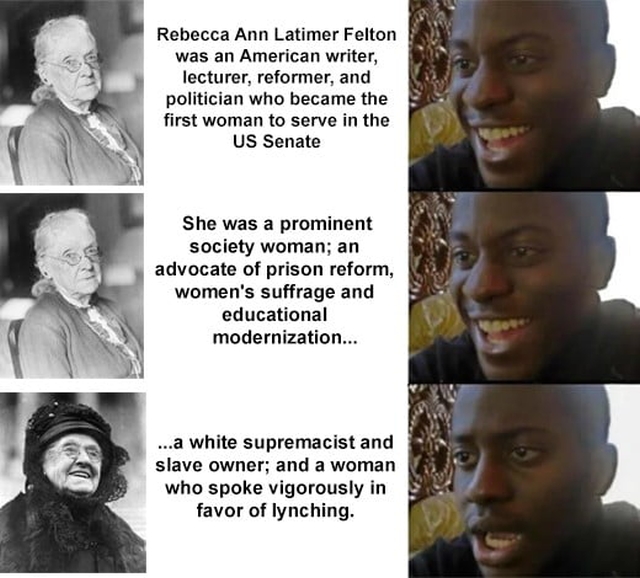 Rebecca Ann Latimer Felton
was an American writer,
lecturer, reformer, and
politician who became the
first woman to serve in the
US Senate
She was a prominent
society woman; an
advocate of prison reform,
women's suffrage and
educational
modernization...
...a white supremacist and
slave owner; and a woman
who spoke vigorously in
favor of lynching.